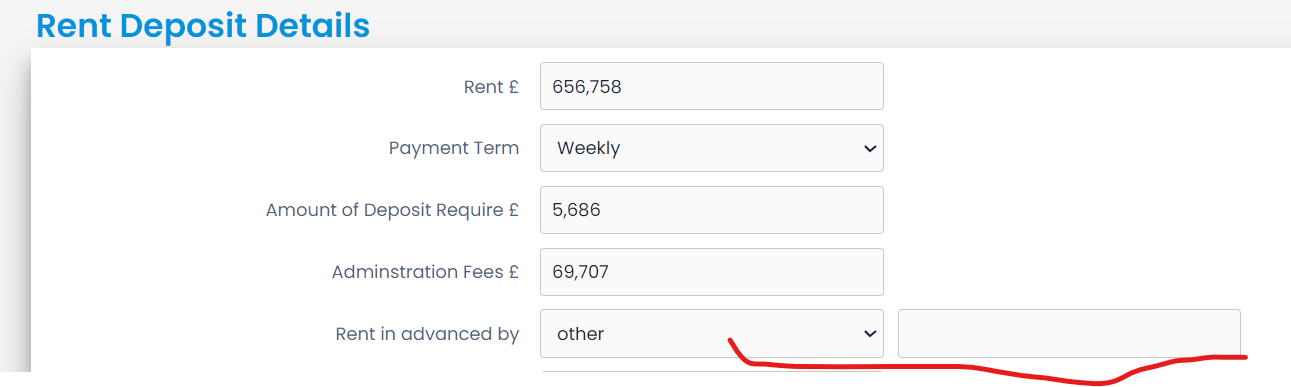 Rent Deposit Details
Rent £ 656,758
Payment Term Weekly
Amount of Deposit Require £ 5,686
Adminstration Fees £ 69,707
Rent in advanced by other